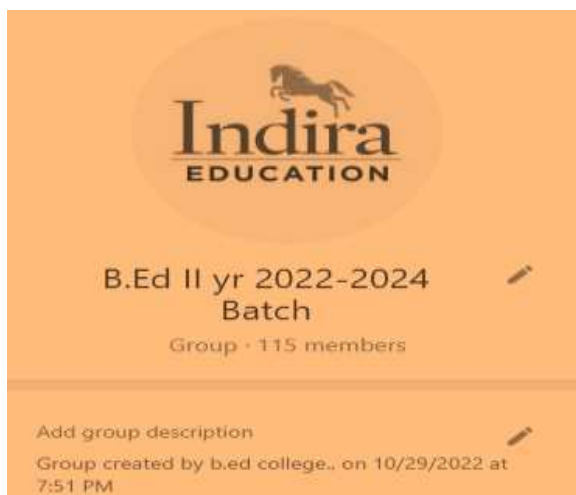 Indira
EDUCATION
B.Ed II yr 2022-2024
Batch
Group · 115 members
Add group description
Group created by b.ed college.. on 10/29/2022 at
7:51 PM